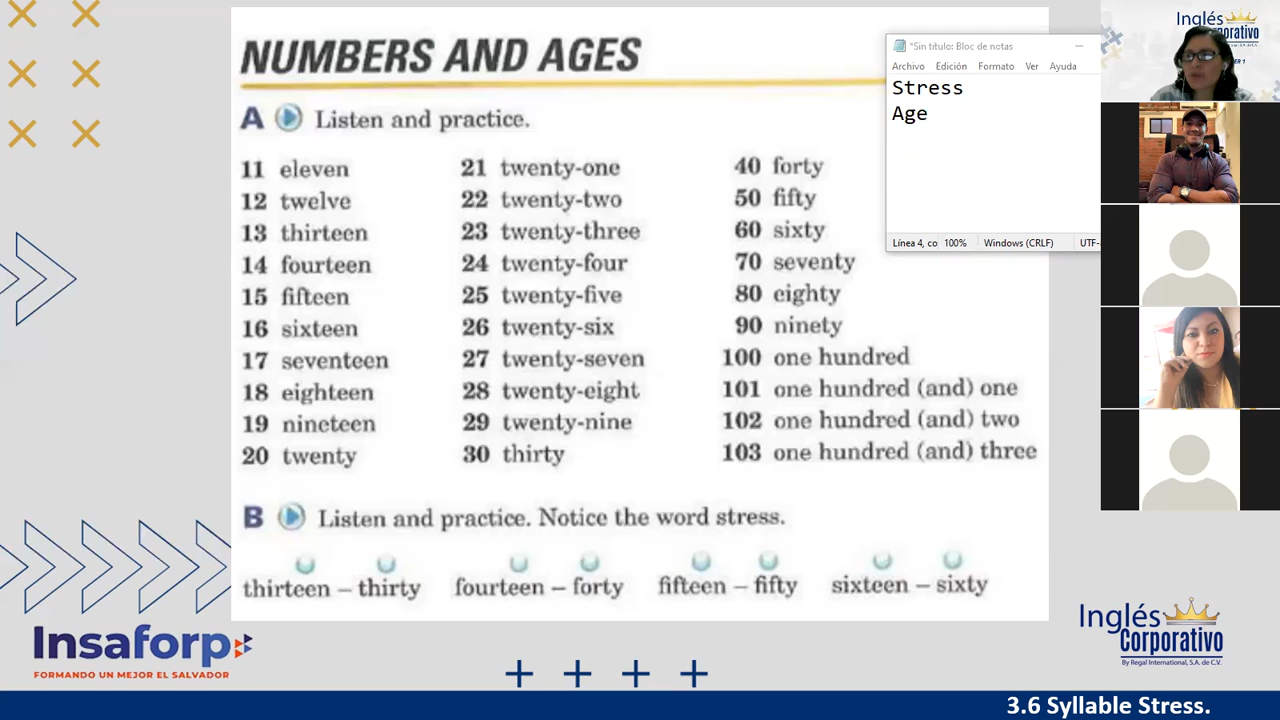 NUMBERS AND AGES
A Listen and practice.
11 eleven 21 twenty-one 40 forty
12 twelve 22 twenty-two 50 fifty
13 thirteen 23 twenty-three 60 sixty
14 fourteen 24 twenty-four 70 seventy
15 fifteen 25 twenty-five 80 eighty
16 sixteen 26 twenty-six 90 ninety
17 seventeen 27 twenty-seven 100 one hundred
18 eighteen 28 twenty-eight 101 one hundred (and) one
19 nineteen 29 twenty-nine 102 one hundred (and) two
20 twenty 30 thirty 103 one hundred (and) three
B Listen and practice. Notice the word stress.
thirteen – thirty fourteen – forty fifteen – fifty sixteen – sixty
*Sin título: Bloc de notas
Archivo Edición Formato Ver Ayuda
Stress
Age
Línea 4, co 100% Windows (CRLF) UTF-
Inglés
Insaforp
FORMANDO UN MEJOR EL SALVADOR
Inglés
Corporativo
By Regal International, S.A. de C.V.
3.6 Syllable Stress.